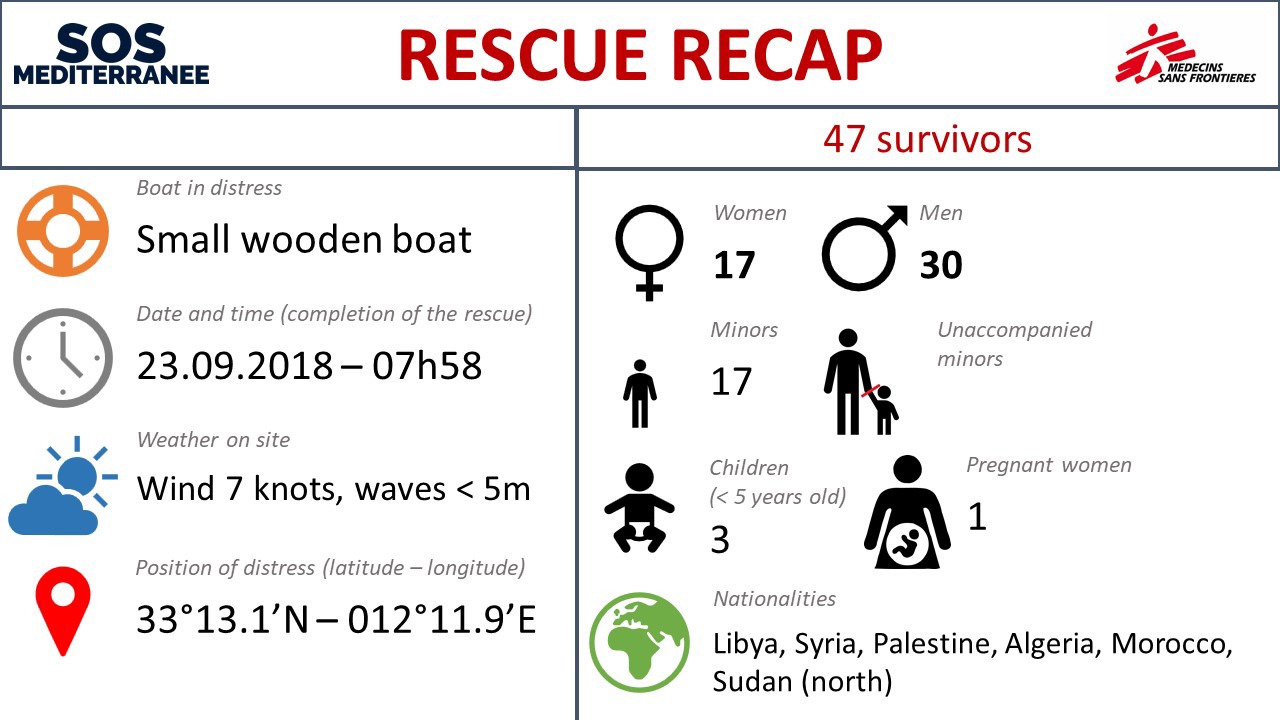 SOS
MEDITERRANEE
RESCUE RECAP
MEDECINS
SANS FRONTIERES
47 survivors
Boat in distress
Small wooden boat
Date and time (completion of the rescue)
23.09.2018 – 07h58
Weather on site
Wind 7 knots, waves < 5m
Position of distress (latitude – longitude)
33°13.1’N – 012°11.9’E
Women
17
Men
30
Minors
17
Unaccompanied
minors
Children
(< 5 years old)
3
Pregnant women
1
Nationalities
Libya, Syria, Palestine, Algeria, Morocco,
Sudan (north)